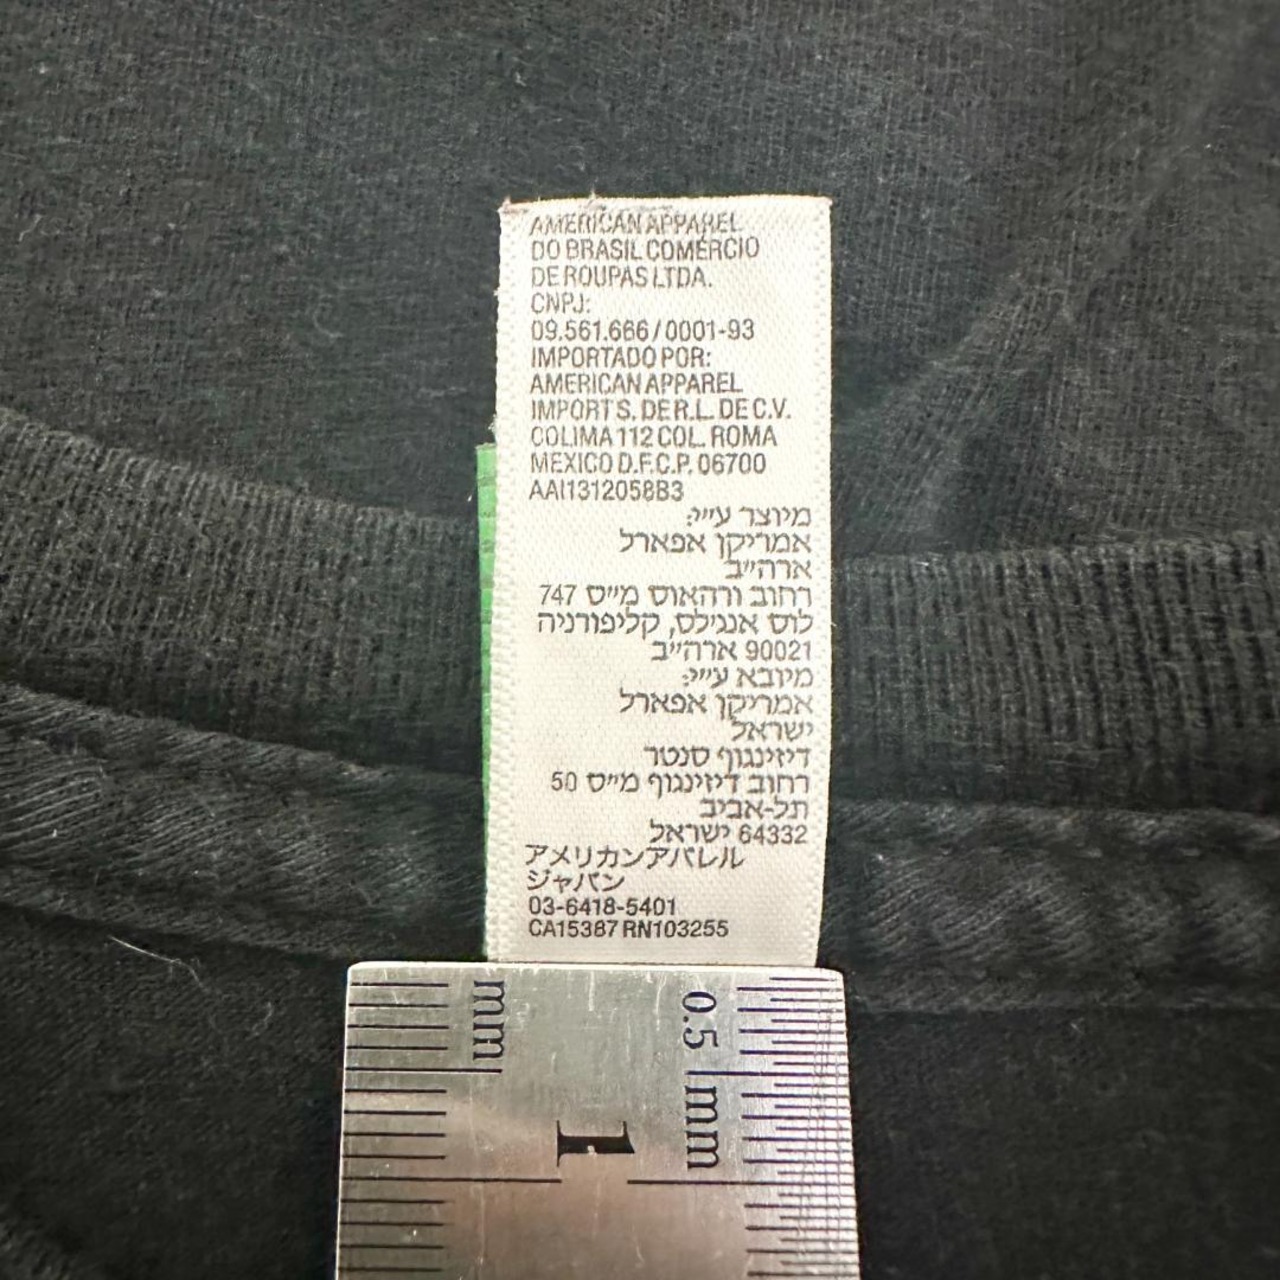 AMERICAN APPAREL
DO BRASIL COMÉRCIO
DE ROUPAS LTDA.
CNPJ:
09.561.666/0001-93
IMPORTADO POR:
AMERICAN APPAREL
IMPORT S. DE R.L. DE C.V.
COLIMA 112 COL. ROMA
MEXICO D.F.C.P. 06700
AAI1312058B3
מיוצר ע״י:
אמריקן אפארל
ארה״ב
רחוב ורהאוס מ״ס 747
לוס אנגילס, קליפורניה
90021 ארה״ב
מיובא ע״י:
אמריקן אפארל
ישראל
דיזינגוף סנטר
רחוב דיזינגוף מ״ס 50
תל-אביב
64332 ישראל
アメリカンアパレル
ジャパン
03-6418-5401
CA15387 RN103255
mm
0.5 mm
1